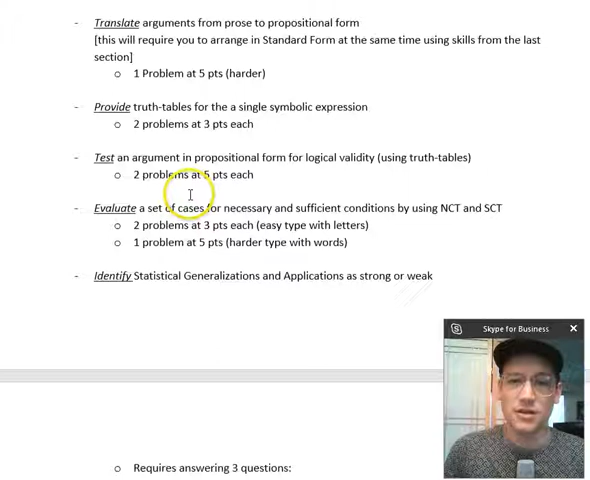 - Translate arguments from prose to propositional form
[this will require you to arrange in Standard Form at the same time using skills from the last
section]
o 1 Problem at 5 pts (harder)
- Provide truth-tables for the a single symbolic expression
o 2 problems at 3 pts each
- Test an argument in propositional form for logical validity (using truth-tables)
o 2 problems at 5 pts each
- Evaluate a set of cases for necessary and sufficient conditions by using NCT and SCT
o 2 problems at 3 pts each (easy type with letters)
o 1 problem at 5 pts (harder type with words)
- Identify Statistical Generalizations and Applications as strong or weak
Skype for Business
o Requires answering 3 questions: